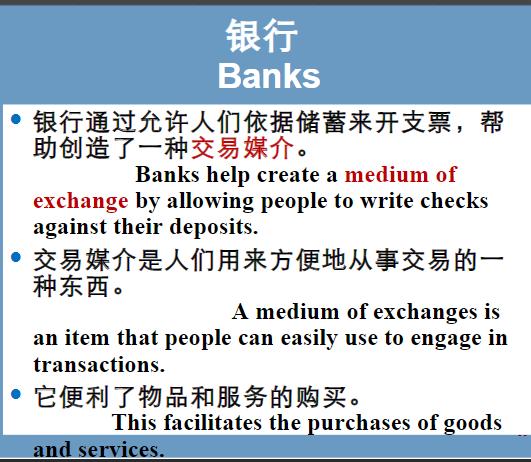 银行
Banks
银行通过允许人们依据储蓄来开支票，帮
助创造了一种交易媒介。
Banks help create a medium of
exchange by allowing people to write checks
against their deposits.
交易媒介是人们用来方便地从事交易的一
种东西。
A medium of exchanges is
an item that people can easily use to engage in
transactions.
它便利了物品和服务的购买。
This facilitates the purchases of goods
and services.